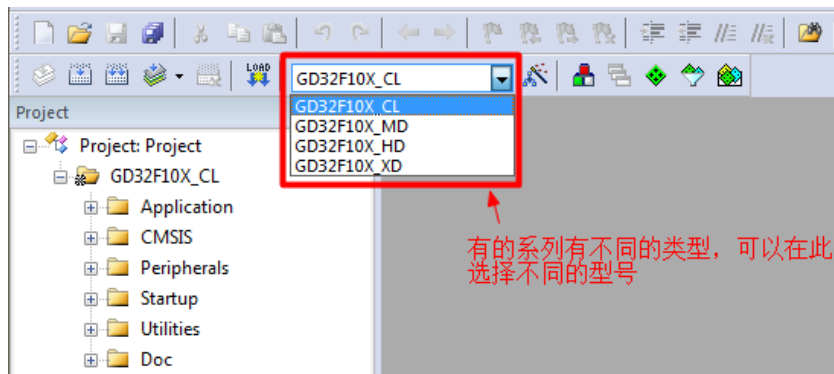 LOAD
GD32F10X_CL
Project
GD32F10X_CL
GD32F10X_MD
GD32F10X_HD
GD32F10X_XD
Project: Project
GD32F10X_CL
Application
CMSIS
Peripherals
Startup
Utilities
Doc
有的系列有不同的类型，可以在此
选择不同的型号